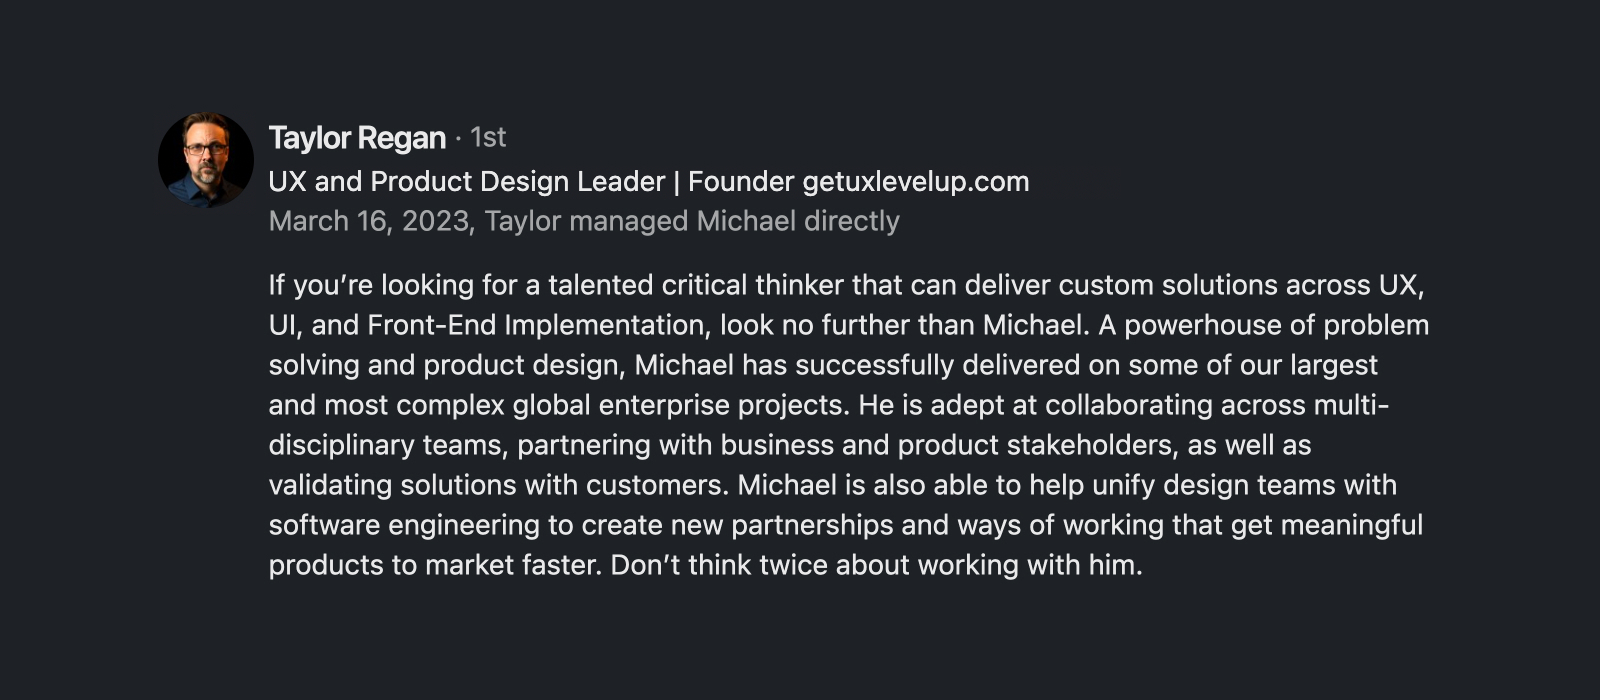 Taylor Regan · 1st
UX and Product Design Leader | Founder getuxlevelup.com
March 16, 2023, Taylor managed Michael directly
If you’re looking for a talented critical thinker that can deliver custom solutions across UX,
UI, and Front-End Implementation, look no further than Michael. A powerhouse of problem
solving and product design, Michael has successfully delivered on some of our largest
and most complex global enterprise projects. He is adept at collaborating across multi-
disciplinary teams, partnering with business and product stakeholders, as well as
validating solutions with customers. Michael is also able to help unify design teams with
software engineering to create new partnerships and ways of working that get meaningful
products to market faster. Don’t think twice about working with him.